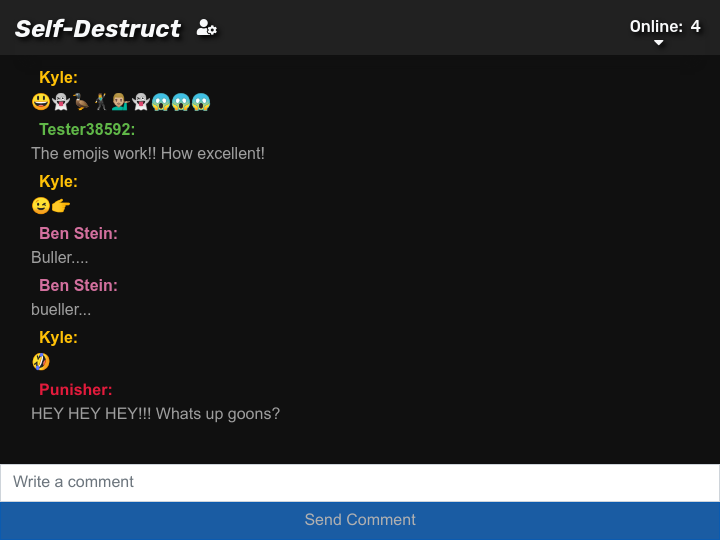 Self-Destruct
Online: 4
Kyle:
😃👻🦆🕺💁🏼‍♂️👻😱😱😱
Tester38592:
The emojis work!! How excellent!
Kyle:
😉👉
Ben Stein:
Buller....
Ben Stein:
bueller...
Kyle:
🤣
Punisher:
HEY HEY HEY!!! Whats up goons?
Write a comment
Send Comment